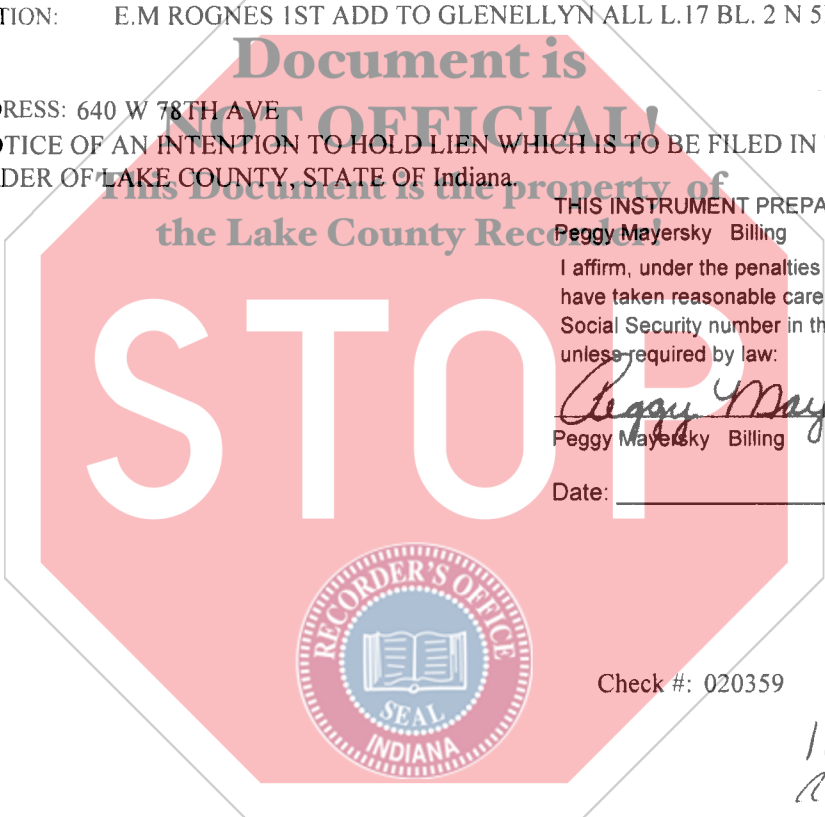 TION: E.M ROGNES 1ST ADD TO GLENELLYN ALL L.17 BL. 2 N 5
Document is
NOT OFFICIAL!
RESS: 640 W 78TH AVE
OTICE OF AN INTENTION TO HOLD LIEN WHICH IS TO BE FILED IN
DER OF LAKE COUNTY, STATE OF Indiana.
This Document is the property of
the Lake County Recorder!
THIS INSTRUMENT PREPA
Peggy Mayersky Billing
I affirm, under the penalties
have taken reasonable care
Social Security number in th
unless required by law:
Peggy May
Peggy Mayersky Billing
Date:
STOP
RECORDER'S OFFICE
SEAL
INDIANA
Check #: 020359